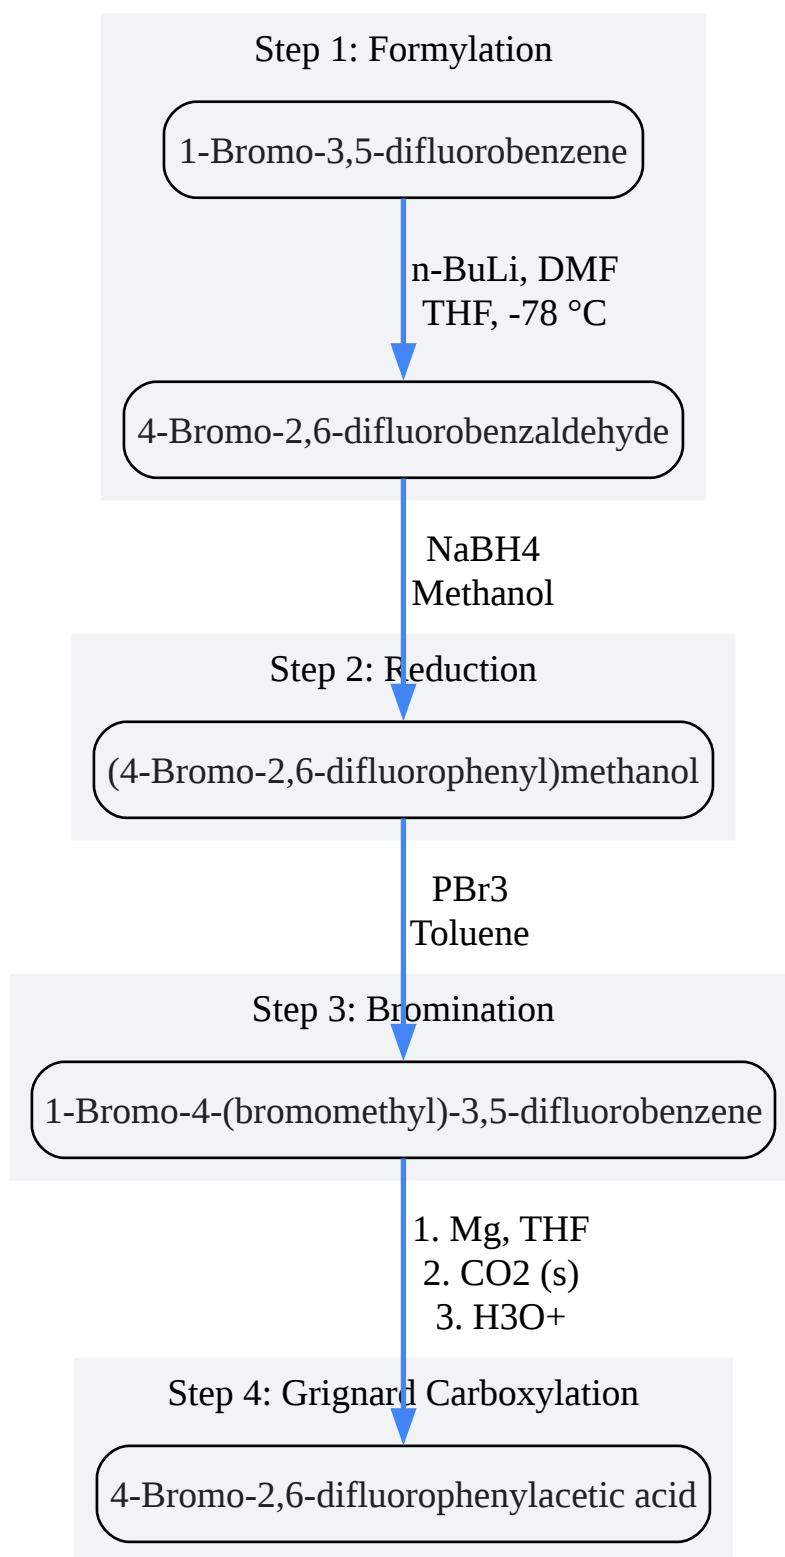 Step 1: Formylation
1-Bromo-3,5-difluorobenzene
n-BuLi, DMF
THF, -78 °C
4-Bromo-2,6-difluorobenzaldehyde
NaBH4
Methanol
Step 2: Reduction
(4-Bromo-2,6-difluorophenyl)methanol
PBr3
Toluene
Step 3: Bromination
1-Bromo-4-(bromomethyl)-3,5-difluorobenzene
1. Mg, THF
2. CO2 (s)
3. H3O+
Step 4: Grignard Carboxylation
4-Bromo-2,6-difluorophenylacetic acid